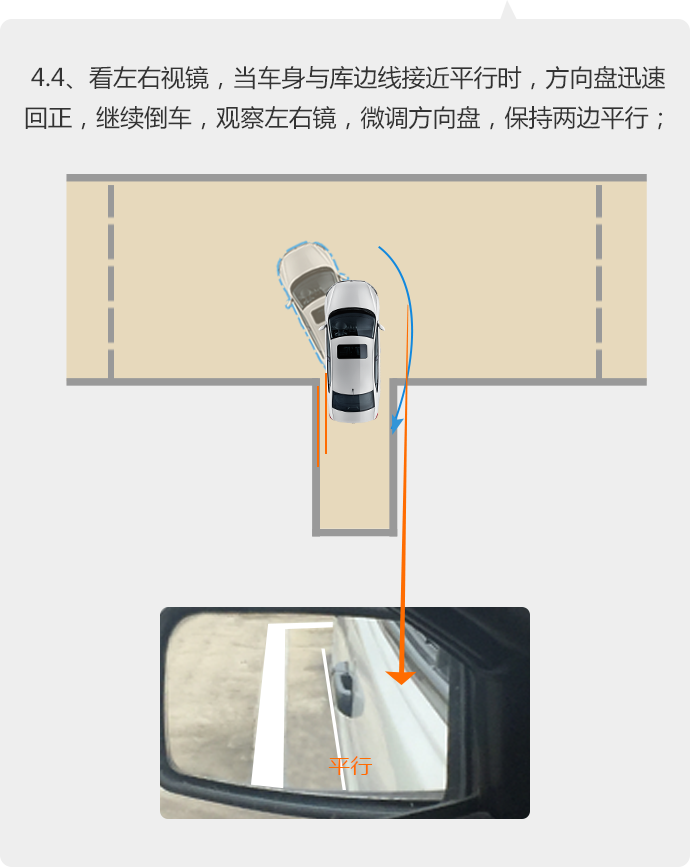 4.4、看左右视镜，当车身与库边线接近平行时，方向盘迅速
回正，继续倒车，观察左右镜，微调方向盘，保持两边平行；
平行